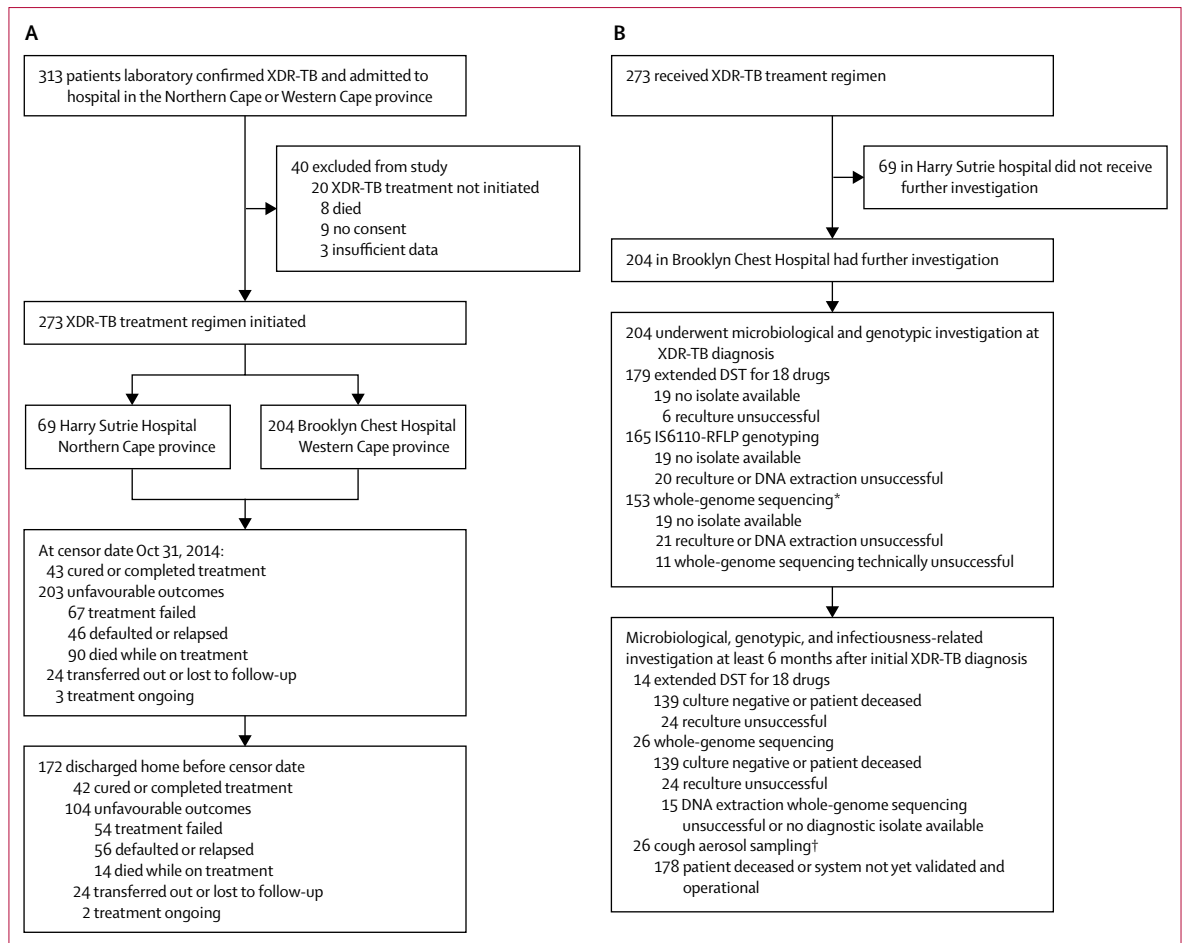 A
313 patients laboratory confirmed XDR-TB and admitted to
hospital in the Northern Cape or Western Cape province
40 excluded from study
20 XDR-TB treatment not initiated
8 died
9 no consent
3 insufficient data
273 XDR-TB treatment regimen initiated
69 Harry Sutrie Hospital
Northern Cape province
204 Brooklyn Chest Hospital
Western Cape province
At censor date Oct 31, 2014:
43 cured or completed treatment
203 unfavourable outcomes
67 treatment failed
46 defaulted or relapsed
90 died while on treatment
24 transferred out or lost to follow-up
3 treatment ongoing
172 discharged home before censor date
42 cured or completed treatment
104 unfavourable outcomes
54 treatment failed
56 defaulted or relapsed
14 died while on treatment
24 transferred out or lost to follow-up
2 treatment ongoing
B
273 received XDR-TB treament regimen
69 in Harry Sutrie hospital did not receive
further investigation
204 in Brooklyn Chest Hospital had further investigation
204 underwent microbiological and genotypic investigation at
XDR-TB diagnosis
179 extended DST for 18 drugs
19 no isolate available
6 reculture unsuccessful
165 IS6110-RFLP genotyping
19 no isolate available
20 reculture or DNA extraction unsuccessful
153 whole-genome sequencing*
19 no isolate available
21 reculture or DNA extraction unsuccessful
11 whole-genome sequencing technically unsuccessful
Microbiological, genotypic, and infectiousness-related
investigation at least 6 months after initial XDR-TB diagnosis
14 extended DST for 18 drugs
139 culture negative or patient deceased
24 reculture unsuccessful
26 whole-genome sequencing
139 culture negative or patient deceased
24 reculture unsuccessful
15 DNA extraction whole-genome sequencing
unsuccessful or no diagnostic isolate available
26 cough aerosol sampling†
178 patient deceased or system not yet validated and
operational